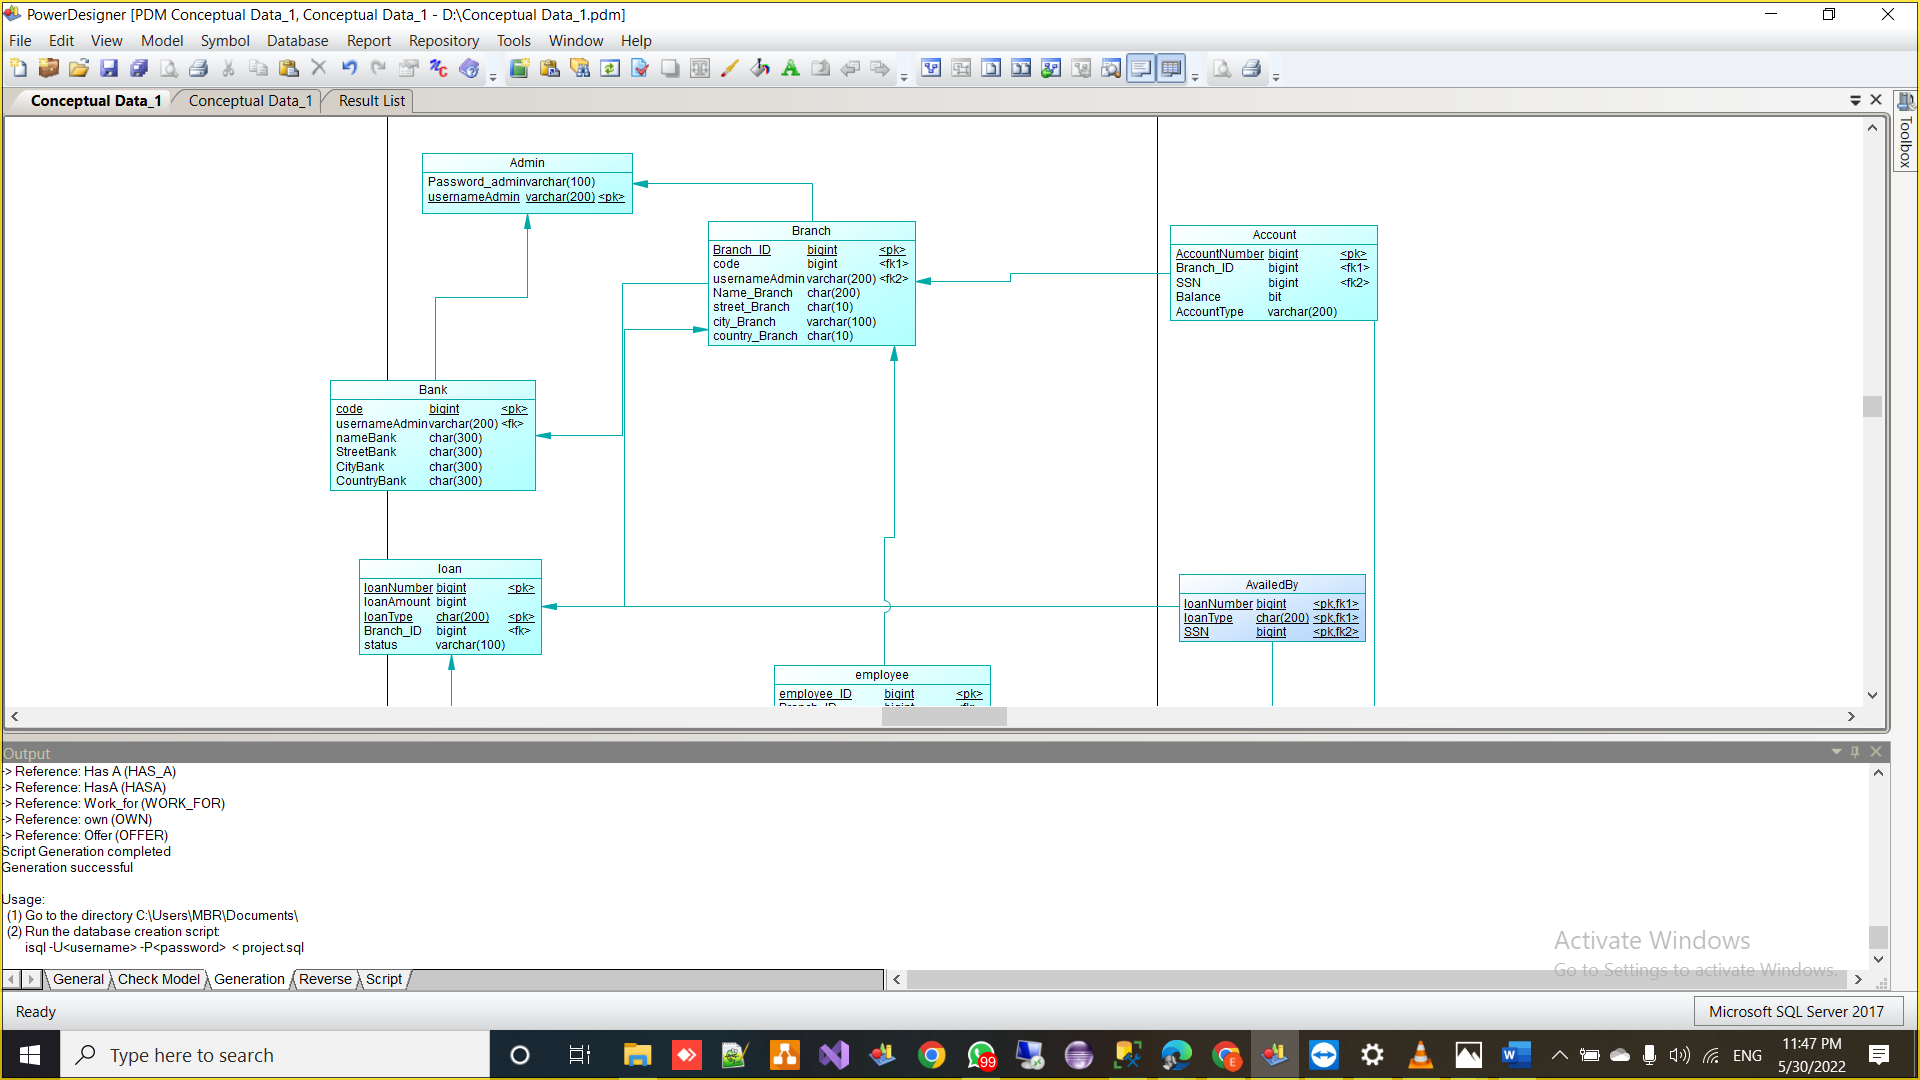 PowerDesigner [PDM Conceptual Data_1, Conceptual Data_1 - D:\Conceptual Data_1.pdm]
File Edit View Model Symbol Database Report Repository Tools Window Help
Conceptual Data_1 Conceptual Data_1 Result List
Toolbox
Admin
Password_adminvarchar(100)
usernameAdmin varchar(200) <pk>
Branch
Branch_ID bigint <pk>
code bigint <fk1>
usernameAdmin varchar(200) <fk2>
Name_Branch char(200)
street_Branch char(10)
city_Branch varchar(100)
country_Branch char(10)
Account
AccountNumber bigint <pk>
Branch_ID bigint <fk1>
SSN bigint <fk2>
Balance bit
AccountType varchar(200)
Bank
code bigint <pk>
usernameAdminvarchar(200) <fk>
nameBank char(300)
StreetBank char(300)
CityBank char(300)
CountryBank char(300)
loan
loanNumber bigint <pk>
loanAmount bigint
loanType char(200) <pk>
Branch_ID bigint <fk>
status varchar(100)
AvailedBy
loanNumber bigint <pk,fk1>
loanType char(200) <pk,fk1>
SSN bigint <pk,fk2>
employee
employee_ID bigint <pk>
Output
-> Reference: Has A (HAS_A)
-> Reference: HasA (HASA)
-> Reference: Work_for (WORK_FOR)
-> Reference: own (OWN)
-> Reference: Offer (OFFER)
Script Generation completed
Generation successful
Usage:
(1) Go to the directory C:\Users\MBR\Documents\
(2) Run the database creation script:
isql -U<username> -P<password> < project.sql
Activate Windows
Go to Settings to activate Windows.
General Check Model Generation Reverse Script
Ready
Microsoft SQL Server 2017
Type here to search
99
E
ENG
11:47 PM
5/30/2022